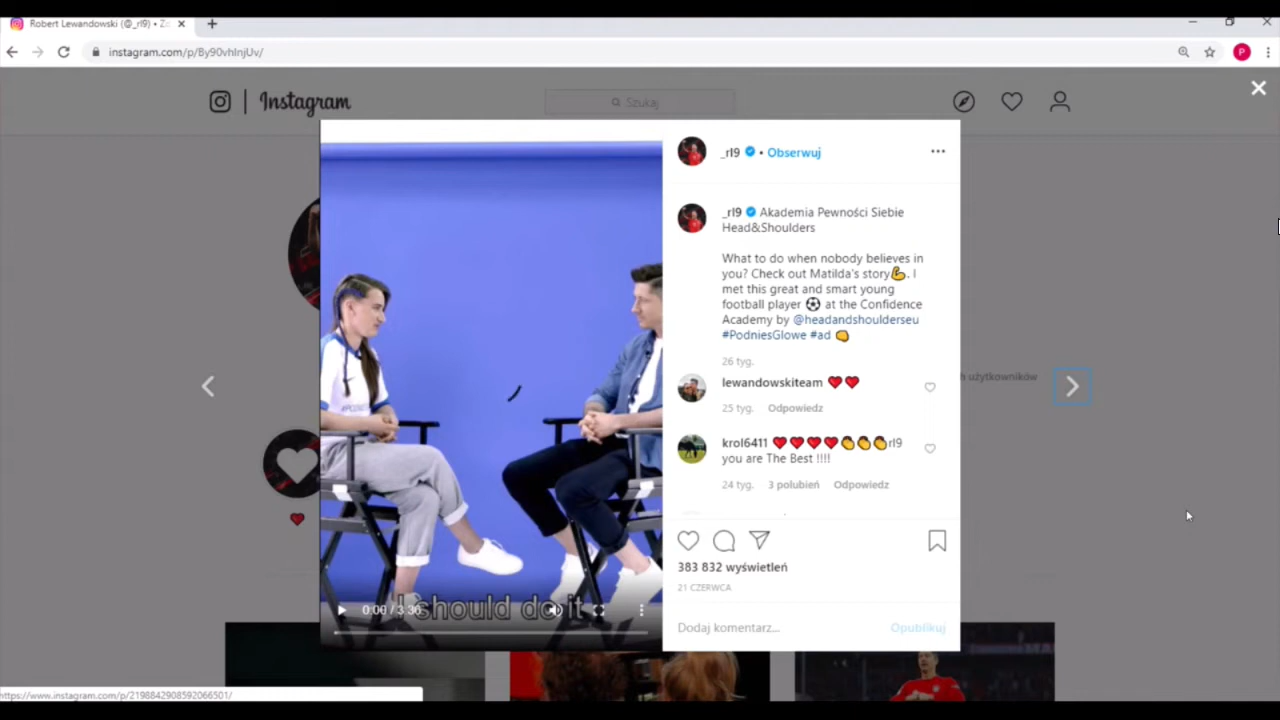 Robert Lewandowski (@_rl9) • Zd
instagram.com/p/By90vhlnjUv/
P
Instagram
Szukaj
_rl9 • Obserwuj
_rl9 Akademia Pewności Siebie
Head&Shoulders
What to do when nobody believes in
you? Check out Matilda's story💪. I
met this great and smart young
football player ⚽ at the Confidence
Academy by @headandshoulderseu
#PodniesGlowe #ad 👊
26 tyg.
lewandowskiteam ❤️❤️
25 tyg. Odpowiedz
krol6411 ❤️❤️❤️❤️👏👏👏rl9
you are The Best !!!!
24 tyg. 3 polubień Odpowiedz
383 832 wyświetleń
21 CZERWCA
Dodaj komentarz... Opublikuj
użytkowników
I should do it
0:00 / 3:36
https://www.instagram.com/p/2198842908592066501/